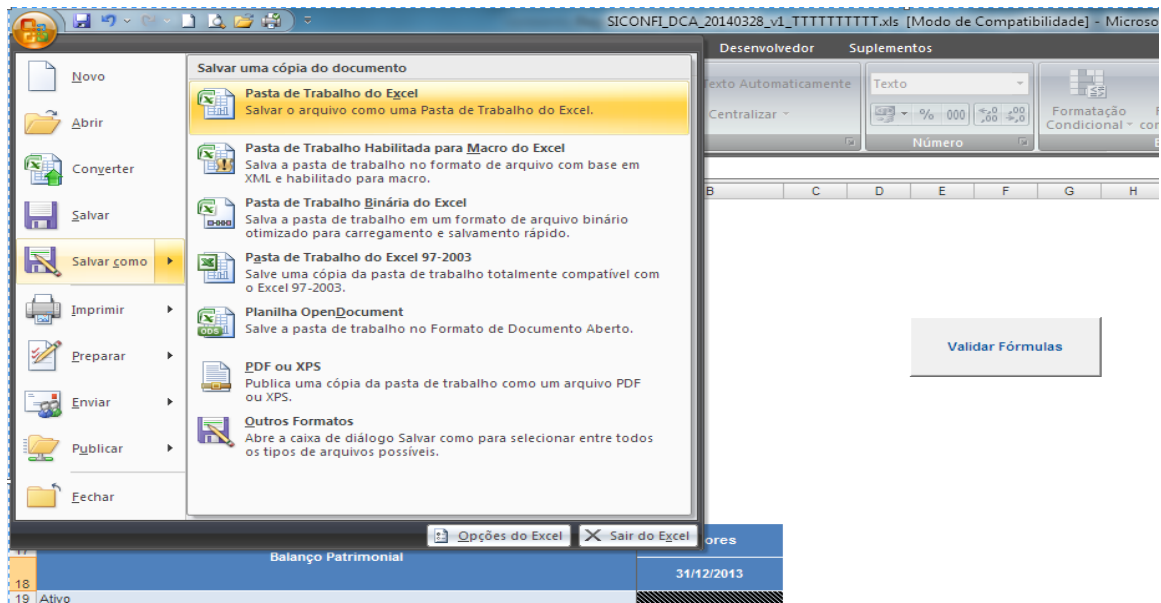 SICONFI_DCA_20140328_v1_TTTTTTTTTT.xls [Modo de Compatibilidade] - Microso
Desenvolvedor Suplementos
Novo
Abrir
Converter
Salvar
Salvar como
Imprimir
Preparar
Enviar
Publicar
Fechar
Salvar uma cópia do documento
Pasta de Trabalho do Excel
Salvar o arquivo como uma Pasta de Trabalho do Excel.
Pasta de Trabalho Habilitada para Macro do Excel
Salva a pasta de trabalho no formato de arquivo com base em
XML e habilitado para macro.
Pasta de Trabalho Binária do Excel
Salva a pasta de trabalho em um formato de arquivo binário
otimizado para carregamento e salvamento rápido.
Pasta de Trabalho do Excel 97-2003
Salve uma cópia da pasta de trabalho totalmente compatível com
o Excel 97-2003.
Planilha OpenDocument
Salve a pasta de trabalho no Formato de Documento Aberto.
PDF ou XPS
Publica uma cópia da pasta de trabalho como um arquivo PDF
ou XPS.
Outros Formatos
Abre a caixa de diálogo Salvar como para selecionar entre todos
os tipos de arquivos possíveis.
Opções do Excel
Sair do Excel
Texto Automaticamente
Centralizar
Texto
% 000
Número
Formatação
Condicional
B C D E F G H
Validar Fórmulas
ores
17 Balanço Patrimonial
18 31/12/2013
19 Ativo